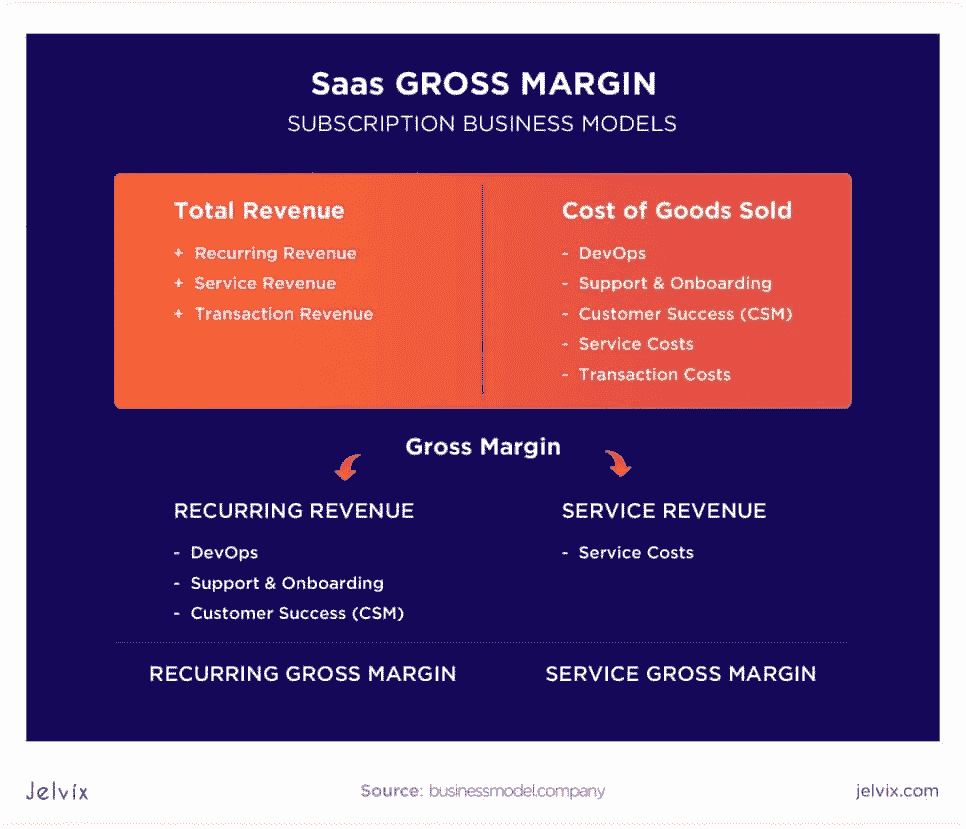 Saas GROSS MARGIN
SUBSCRIPTION BUSINESS MODELS
Total Revenue
+ Recurring Revenue
+ Service Revenue
+ Transaction Revenue
Cost of Goods Sold
- DevOps
- Support & Onboarding
- Customer Success (CSM)
- Service Costs
- Transaction Costs
Gross Margin
RECURRING REVENUE
- DevOps
- Support & Onboarding
- Customer Success (CSM)
RECURRING GROSS MARGIN
SERVICE REVENUE
- Service Costs
SERVICE GROSS MARGIN
Jelvix
Source: businessmodel.company
jelvix.com